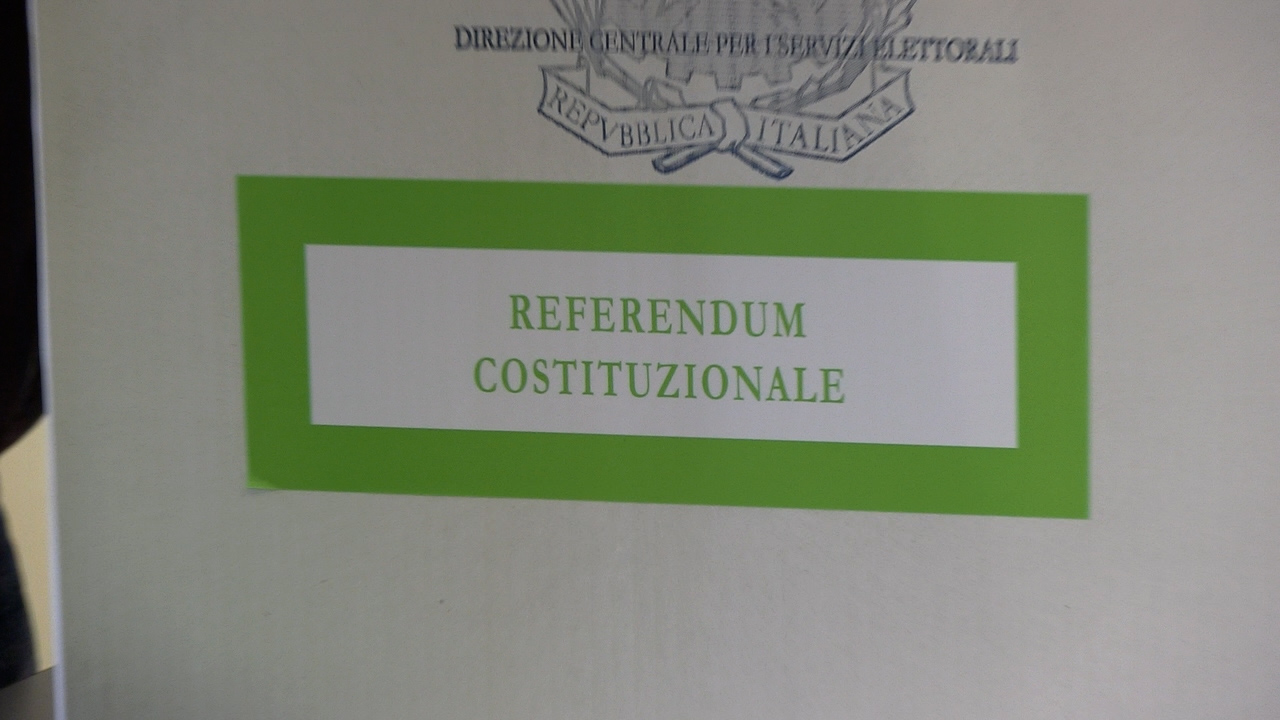 DIREZIONE CENTRALE PER I SERVIZI ELETTORALI
REPVBBLICA ITALIANA
REFERENDUM
COSTITUZIONALE